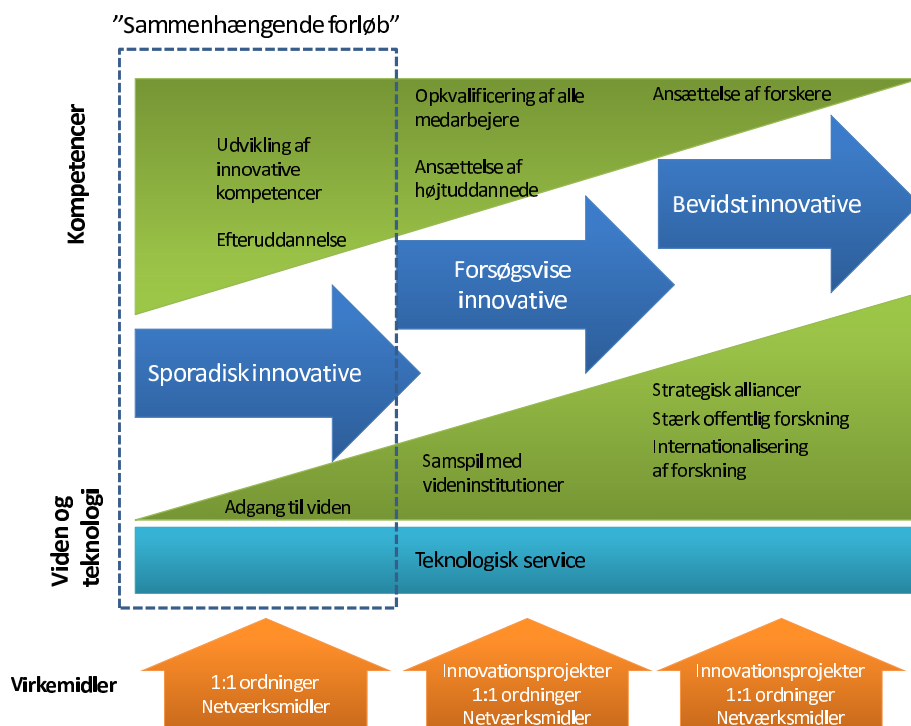 ”Sammenhængende forløb”
Kompetencer
Udvikling af
innovative
kompetencer
Efteruddannelse
Opkvalificering af alle
medarbejere
Ansættelse af
højtuddannede
Ansættelse af forskere
Sporadisk innovative
Forsøgsvise
innovative
Bevidst innovative
Viden og
teknologi
Adgang til viden
Samspil med
videninstitutioner
Strategisk alliancer
Stærk offentlig forskning
Internationalisering
af forskning
Teknologisk service
Virkemidler
1:1 ordninger
Netværksmidler
Innovationsprojekter
1:1 ordninger
Netværksmidler
Innovationsprojekter
1:1 ordninger
Netværksmidler